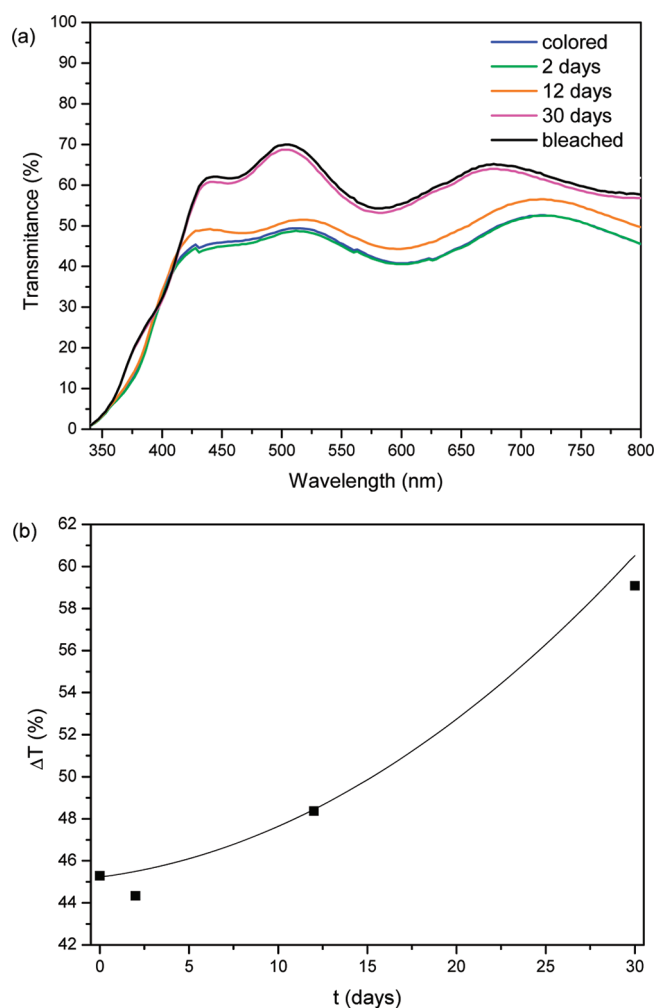 (a)
100
90
80
70
60
50
40
30
20
10
0
Transmitance (%)
colored
2 days
12 days
30 days
bleached
350 400 450 500 550 600 650 700 750 800
Wavelength (nm)
(b)
62
60
58
56
54
52
50
48
46
44
42
ΔT (%)
0 5 10 15 20 25 30
t (days)